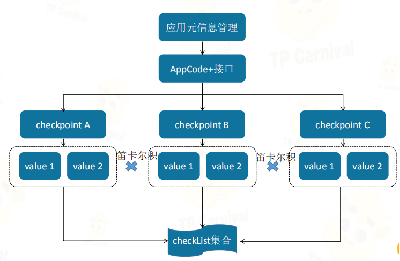 应用元信息管理
AppCode+接口
checkpoint A
checkpoint B
checkpoint C
value 1
value 2
笛卡尔积
value 1
value 2
笛卡尔积
value 1
value 2
checkList集合
TP Carnival